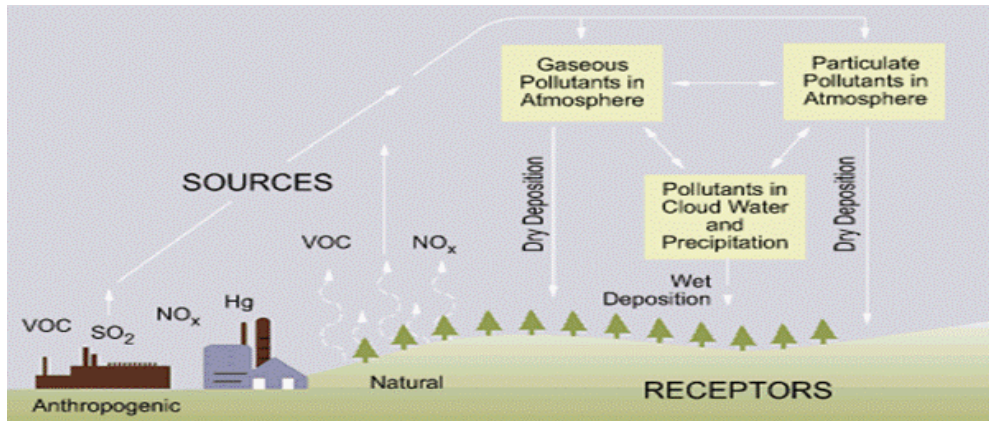 Gaseous
Pollutants in
Atmosphere
Particulate
Pollutants in
Atmosphere
SOURCES
Dry Deposition
Pollutants in
Cloud Water
and
Precipitation
Dry Deposition
VOC
NOx
Wet
Deposition
VOC
SO2
NOx
Hg
Natural
RECEPTORS
Anthropogenic